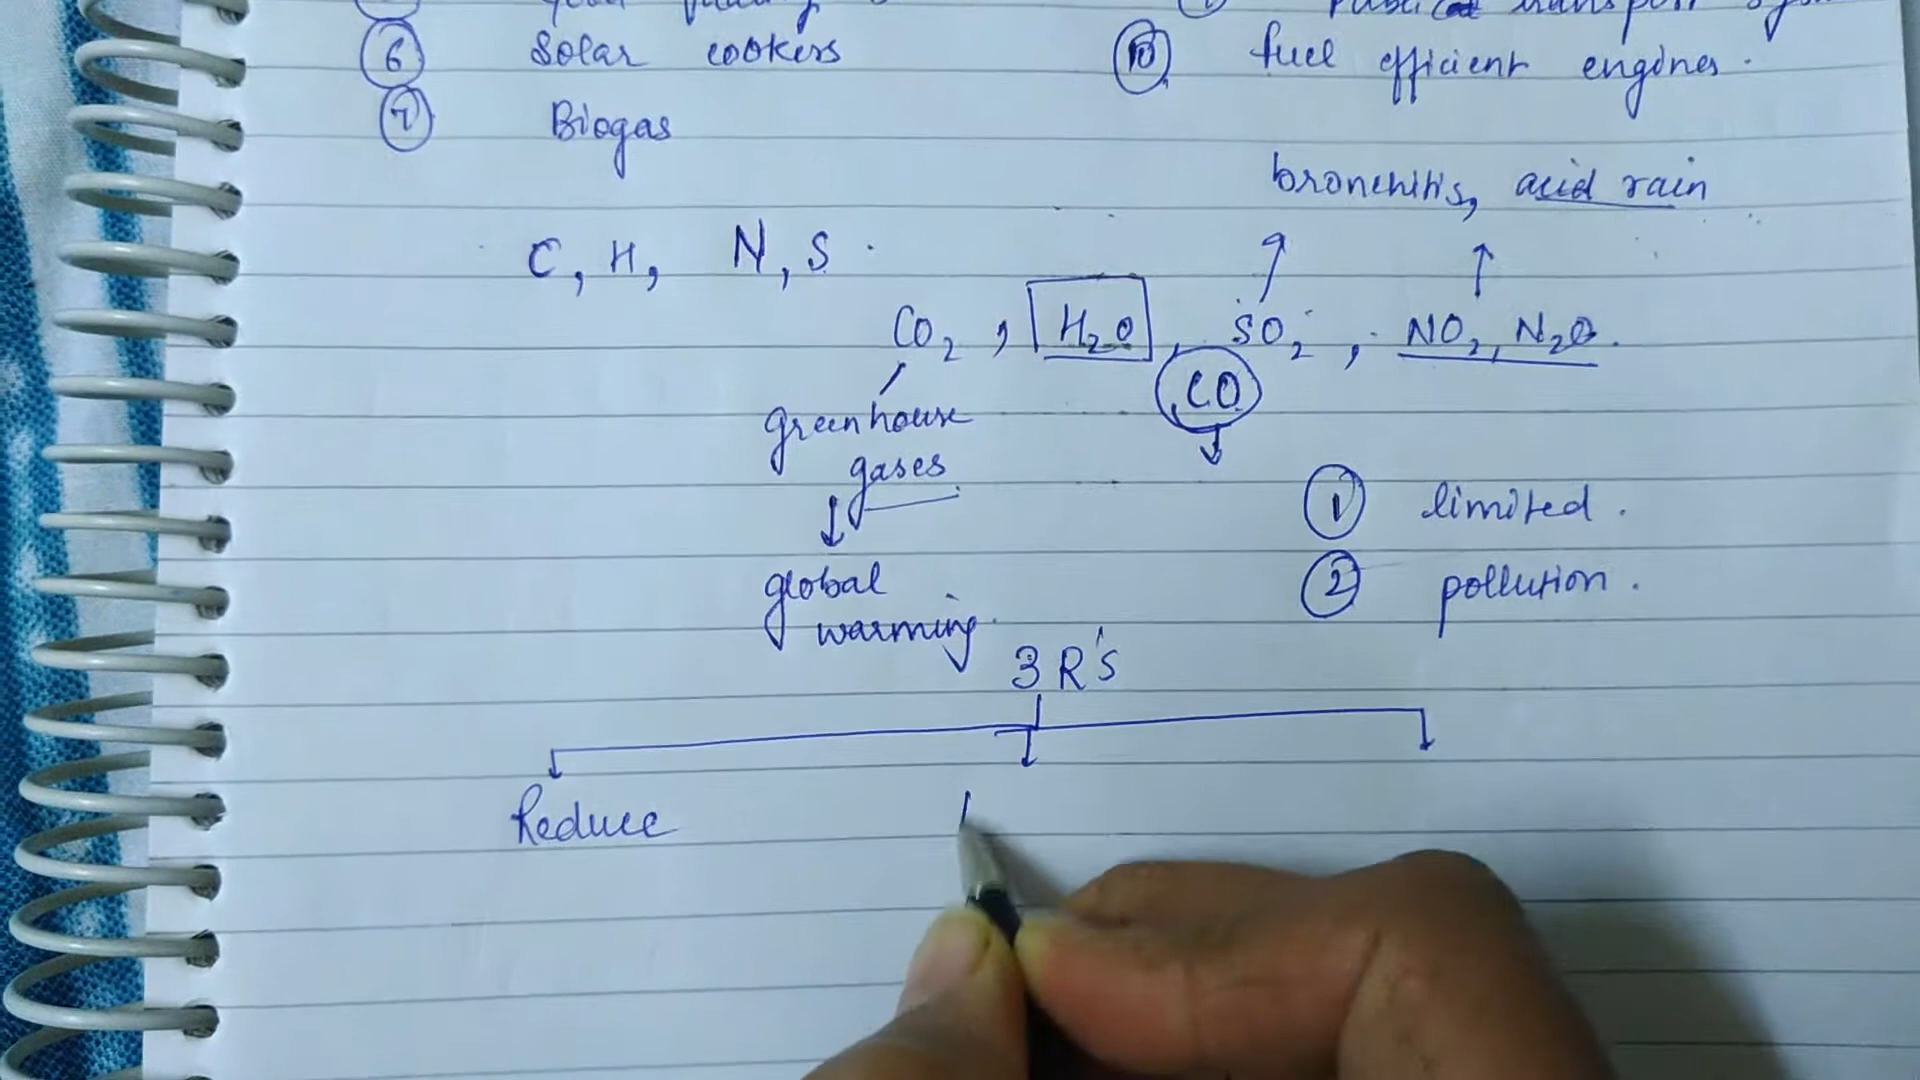 transport
6 Solar cookers
10 fuel efficient engines.
7 Biogas
bronchitis, acid rain
C, H, N, S.
CO2, H2O, SO2, NO2, N2O.
CO
greenhouse
gases
1 limited.
2 pollution.
global
warming.
3 R's
Reduce